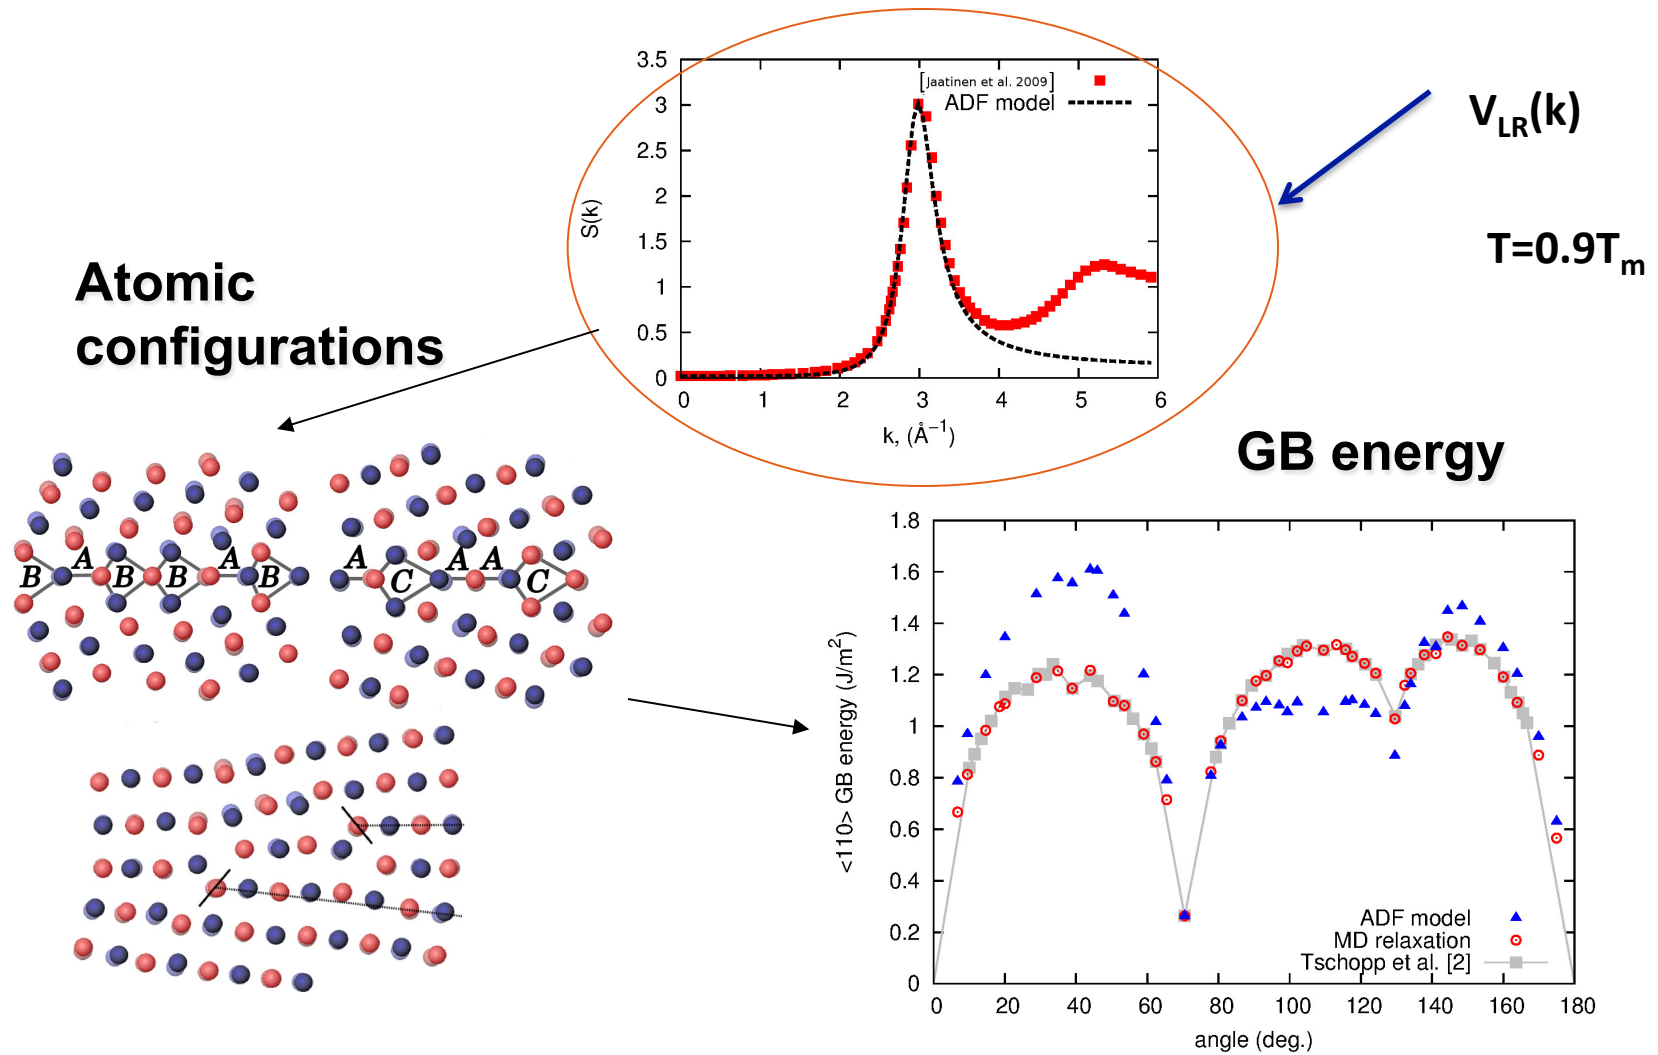 3.5
3
2.5
2
1.5
1
0.5
0
S(k)
[Jaatinen et al. 2009]
ADF model
0 1 2 3 4 5 6
k, (Å⁻¹)
V_LR(k)
T=0.9T_m
Atomic
configurations
GB energy
B A B B A B
A C A A C
1.8
1.6
1.4
1.2
1
0.8
0.6
0.4
0.2
0
<110> GB energy (J/m²)
ADF model
MD relaxation
Tschopp et al. [2]
0 20 40 60 80 100 120 140 160 180
angle (deg.)